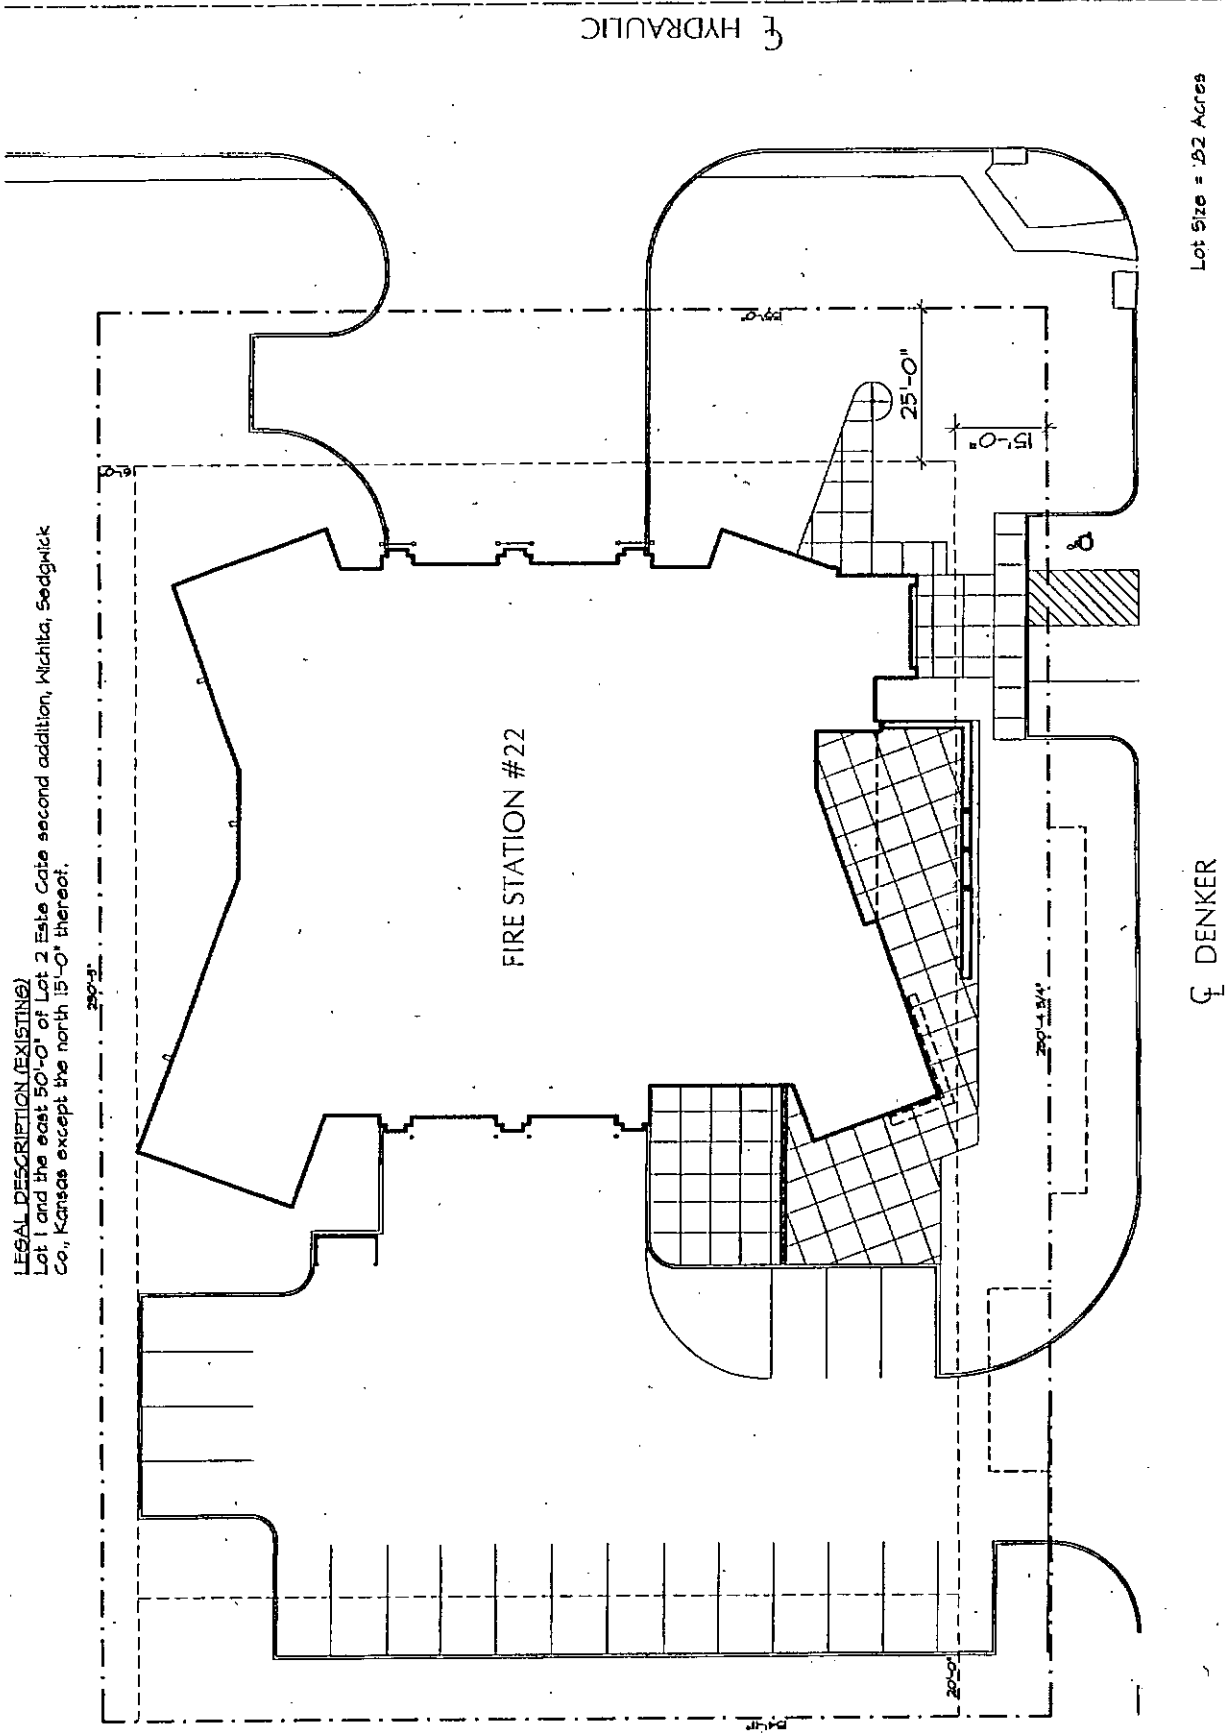 LEGAL DESCRIPTION (EXISTING)
Lot 1 and the east 50'-0" of Lot 2 Este Cate second addition, Wichita, Sedgwick
Co., Kansas except the north 15'-0" thereof.
℄ HYDRAULIC
FIRE STATION #22
25'-0"
15'-0"
20'-0"
℄ DENKER
Lot Size = Acres